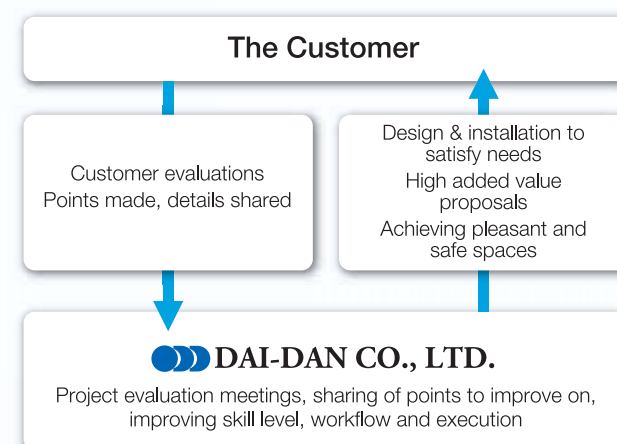 The Customer
Customer evaluations
Points made, details shared
Design & installation to
satisfy needs
High added value
proposals
Achieving pleasant and
safe spaces
DAI-DAN CO., LTD.
Project evaluation meetings, sharing of points to improve on,
improving skill level, workflow and execution